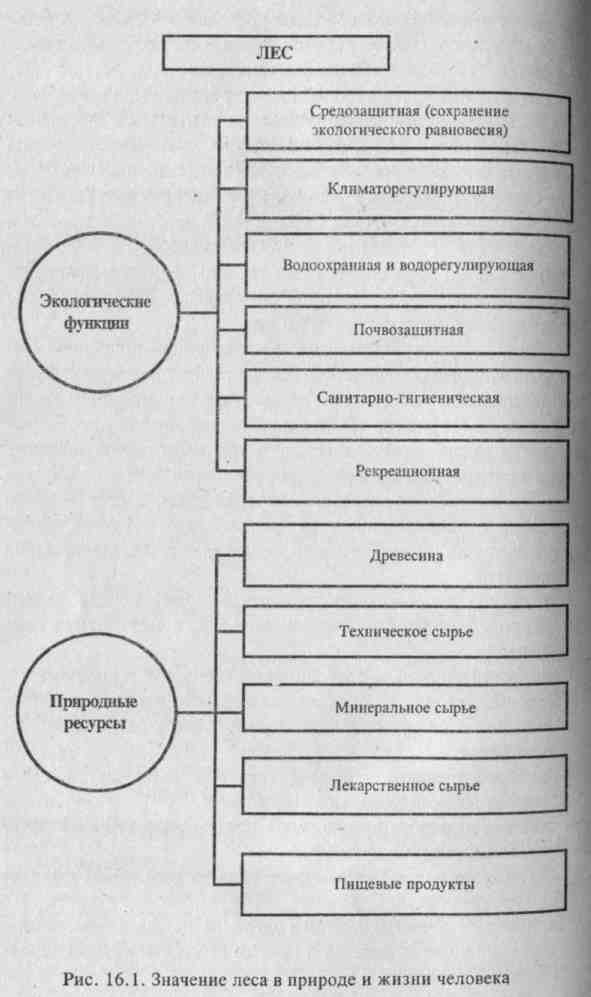 ЛЕС
Средозащитная (сохранение
экологического равновесия)
Климаторегулирующая
Водоохранная и водорегулирующая
Экологические
функции
Почвозащитная
Санитарно-гигиеническая
Рекреационная
Древесина
Техническое сырье
Природные
ресурсы
Минеральное сырье
Лекарственное сырье
Пищевые продукты
Рис. 16.1. Значение леса в природе и жизни человека